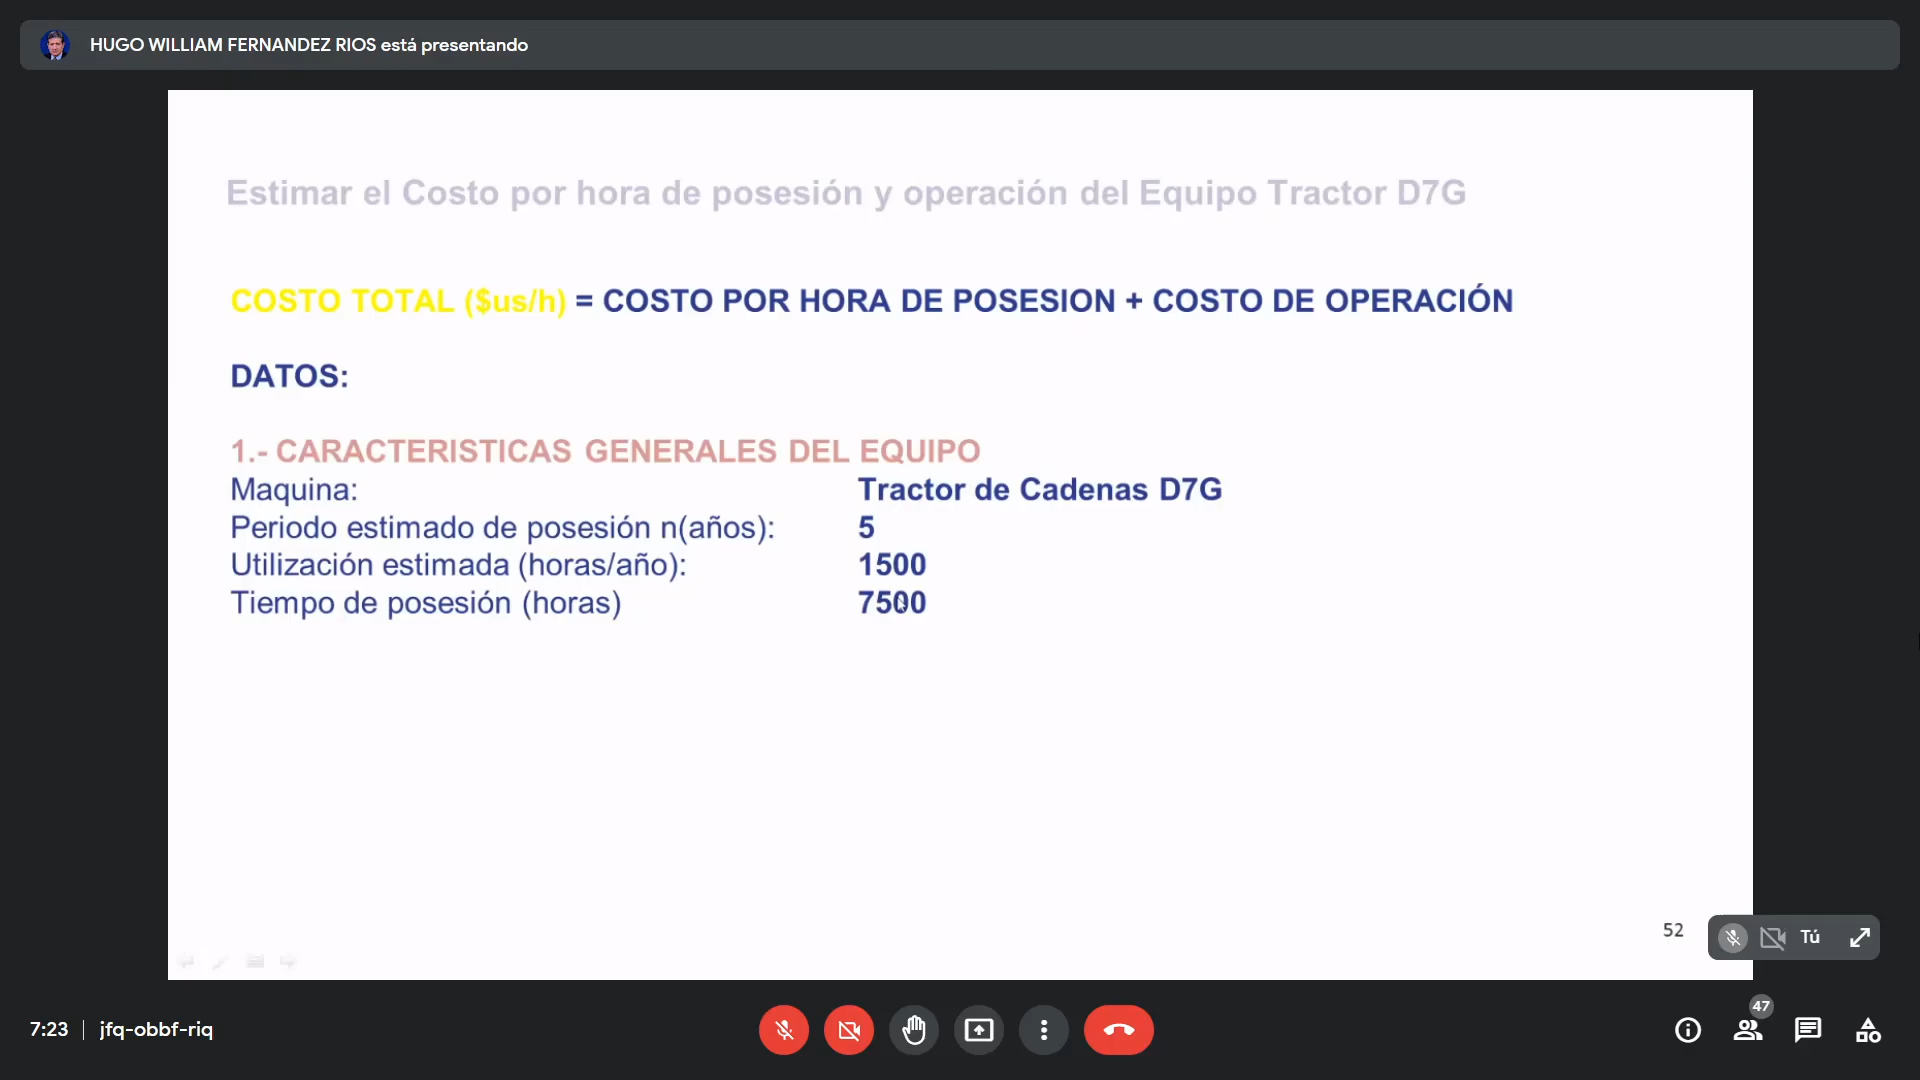 HUGO WILLIAM FERNANDEZ RIOS está presentando
Estimar el Costo por hora de posesión y operación del Equipo Tractor D7G
COSTO TOTAL ($us/h) = COSTO POR HORA DE POSESION + COSTO DE OPERACIÓN
DATOS:
1.- CARACTERISTICAS GENERALES DEL EQUIPO
Maquina: Tractor de Cadenas D7G
Periodo estimado de posesión n(años): 5
Utilización estimada (horas/año): 1500
Tiempo de posesión (horas) 7500
52
Tú
7:23 | jfq-obbf-riq
47